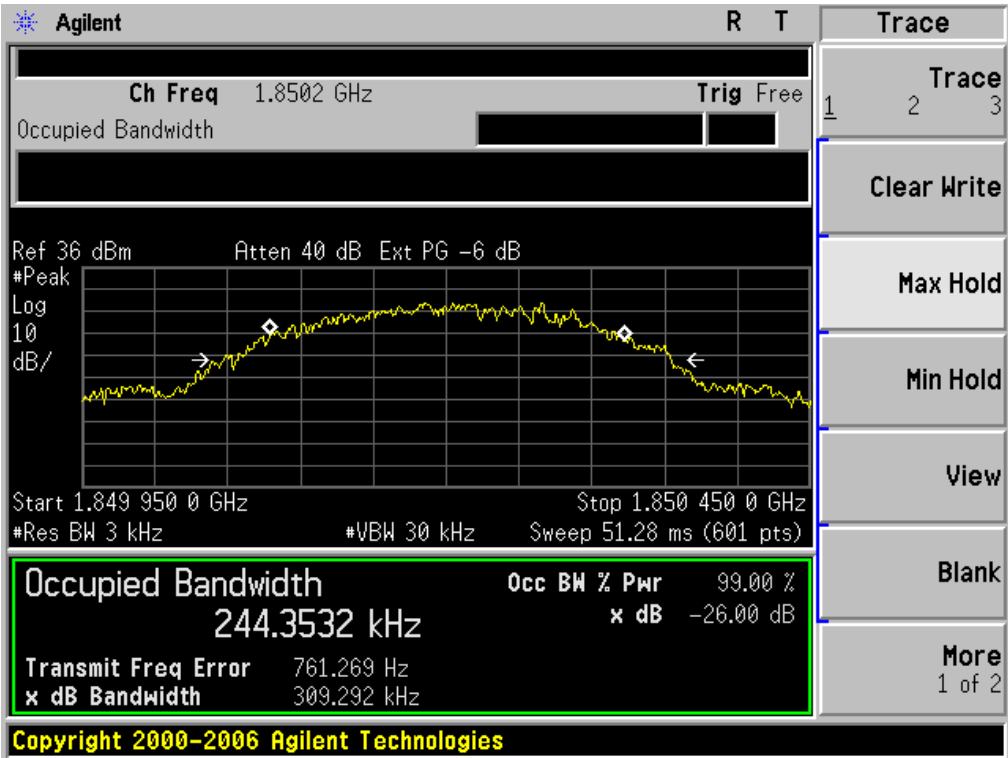 Agilent R T Trace
Ch Freq 1.8502 GHz Trig Free
Occupied Bandwidth
Trace
1 2 3
Clear Write
Ref 36 dBm Atten 40 dB Ext PG -6 dB
#Peak
Log
10
dB/
Max Hold
Min Hold
View
Start 1.849 950 0 GHz Stop 1.850 450 0 GHz
#Res BW 3 kHz #VBW 30 kHz Sweep 51.28 ms (601 pts)
Occupied Bandwidth Occ BW % Pwr 99.00 %
244.3532 kHz x dB -26.00 dB
Transmit Freq Error 761.269 Hz
x dB Bandwidth 309.292 kHz
Blank
More
1 of 2
Copyright 2000-2006 Agilent Technologies